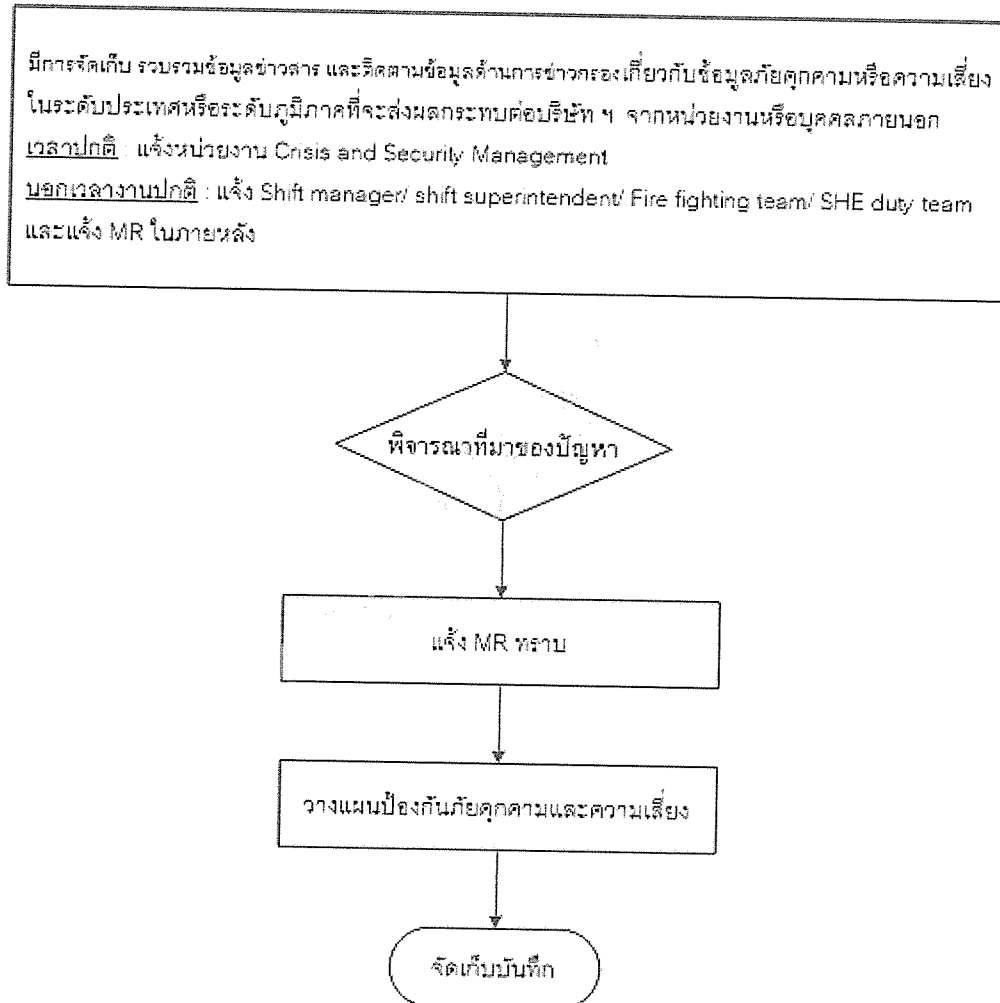 มีการจัดเก็บ รวบรวมข้อมูลข่าวสาร และติดตามข้อมูลด้านการข่าวกรองเกี่ยวกับข้อมูลภัยคุกคามหรือความเสี่ยง
ในระดับประเทศหรือระดับภูมิภาคที่จะส่งผลกระทบต่อบริษัท ฯ จากหน่วยงานหรือบุคคลภายนอก
เวลาปกติ : แจ้งหน่วยงาน Crisis and Security Management
นอกเวลางานปกติ : แจ้ง Shift manager/ shift superintendent/ Fire fighting team/ SHE duty team
และแจ้ง MR ในภายหลัง
พิจารณาที่มาของปัญหา
แจ้ง MR ทราบ
วางแผนป้องกันภัยคุกคามและความเสี่ยง
จัดเก็บบันทึก